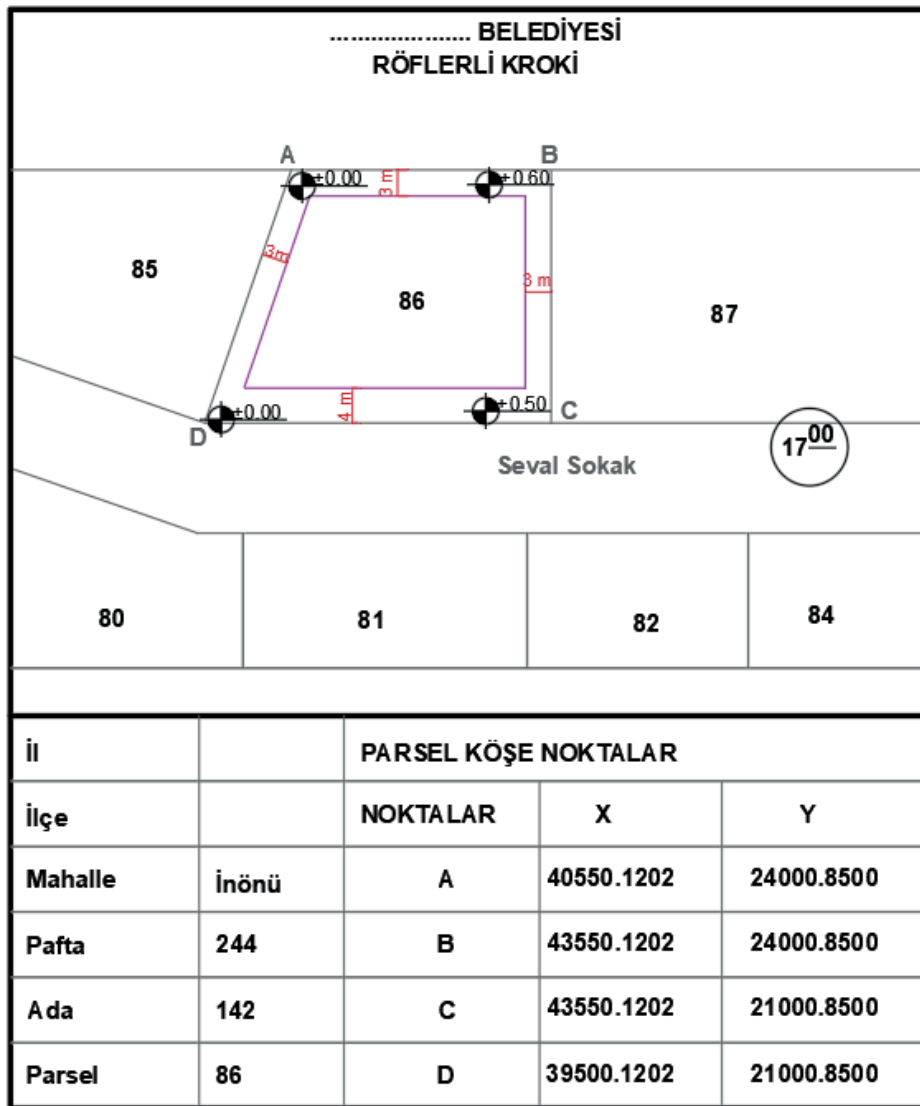 ................... BELEDİYESİ
RÖFLERLİ KROKİ
A
B
+0.00
3 m
+0.60
3m
3 m
85
86
87
4 m
+0.00
+0.50
D
C
17 00
Seval Sokak
80
81
82
84
İl
PARSEL KÖŞE NOKTALAR
İlçe
NOKTALAR X Y
Mahalle İnönü A 40550.1202 24000.8500
Pafta 244 B 43550.1202 24000.8500
Ada 142 C 43550.1202 21000.8500
Parsel 86 D 39500.1202 21000.8500